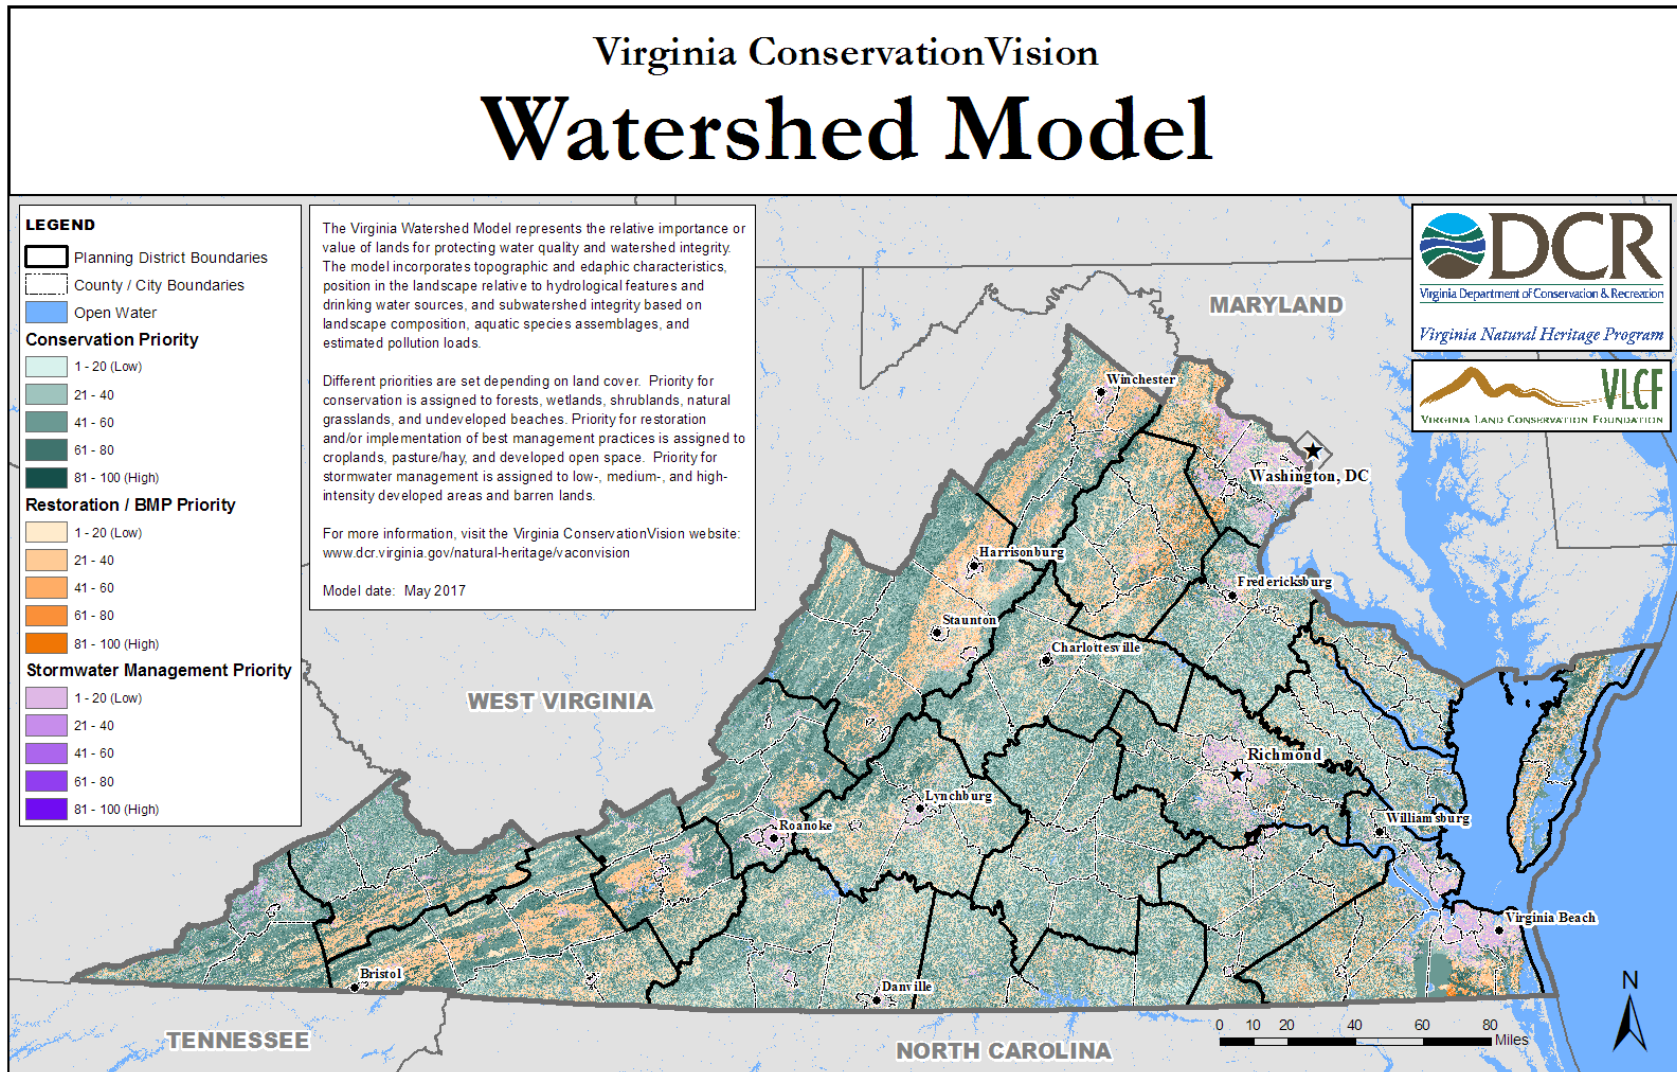 Virginia ConservationVision
Watershed Model
LEGEND
Planning District Boundaries
County / City Boundaries
Open Water
Conservation Priority
1 - 20 (Low)
21 - 40
41 - 60
61 - 80
81 - 100 (High)
Restoration / BMP Priority
1 - 20 (Low)
21 - 40
41 - 60
61 - 80
81 - 100 (High)
Stormwater Management Priority
1 - 20 (Low)
21 - 40
41 - 60
61 - 80
81 - 100 (High)
The Virginia Watershed Model represents the relative importance or
value of lands for protecting water quality and watershed integrity.
The model incorporates topographic and edaphic characteristics,
position in the landscape relative to hydrological features and
drinking water sources, and subwatershed integrity based on
landscape composition, aquatic species assemblages, and
estimated pollution loads.
Different priorities are set depending on land cover. Priority for
conservation is assigned to forests, wetlands, shrublands, natural
grasslands, and undeveloped beaches. Priority for restoration
and/or implementation of best management practices is assigned to
croplands, pasture/hay, and developed open space. Priority for
stormwater management is assigned to low-, medium-, and high-
intensity developed areas and barren lands.
For more information, visit the Virginia ConservationVision website:
www.dcr.virginia.gov/natural-heritage/vaconvision
Model date: May 2017
DCR
Virginia Department of Conservation & Recreation
Virginia Natural Heritage Program
VLCF
VIRGINIA LAND CONSERVATION FOUNDATION
MARYLAND
Winchester
Washington, DC
Harrisonburg
Fredericksburg
Staunton
Charlottesville
WEST VIRGINIA
Richmond
Lynchburg
Williamsburg
Roanoke
Virginia Beach
Bristol
Danville
TENNESSEE
NORTH CAROLINA
N
0 10 20 40 60 80
Miles